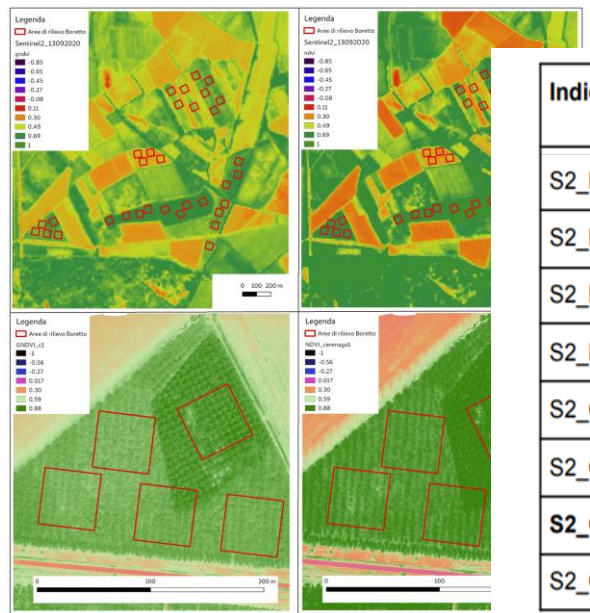 Legenda
Aree di rilievo Boretto
Sentinel2_13092020
gndvi
-0.85
-0.65
-0.45
-0.27
-0.08
0.11
0.30
0.49
0.69
1
0 100 200 m
Legenda
Aree di rilievo Boretto
Sentinel2_13092020
ndvi
-0.85
-0.65
-0.45
-0.27
-0.08
0.11
0.30
0.49
0.69
1
Legenda
Aree di rilievo Boretto
GNDVI_c1
-1
-0.56
-0.27
0.017
0.30
0.59
0.88
0 100 200 m
Legenda
Aree di rilievo Boretto
NDVI_cerenago1
-1
-0.56
-0.27
0.017
0.30
0.59
0.88
0 100
S2_
S2_
S2_
S2_
S2_
S2_
S2_
S2_